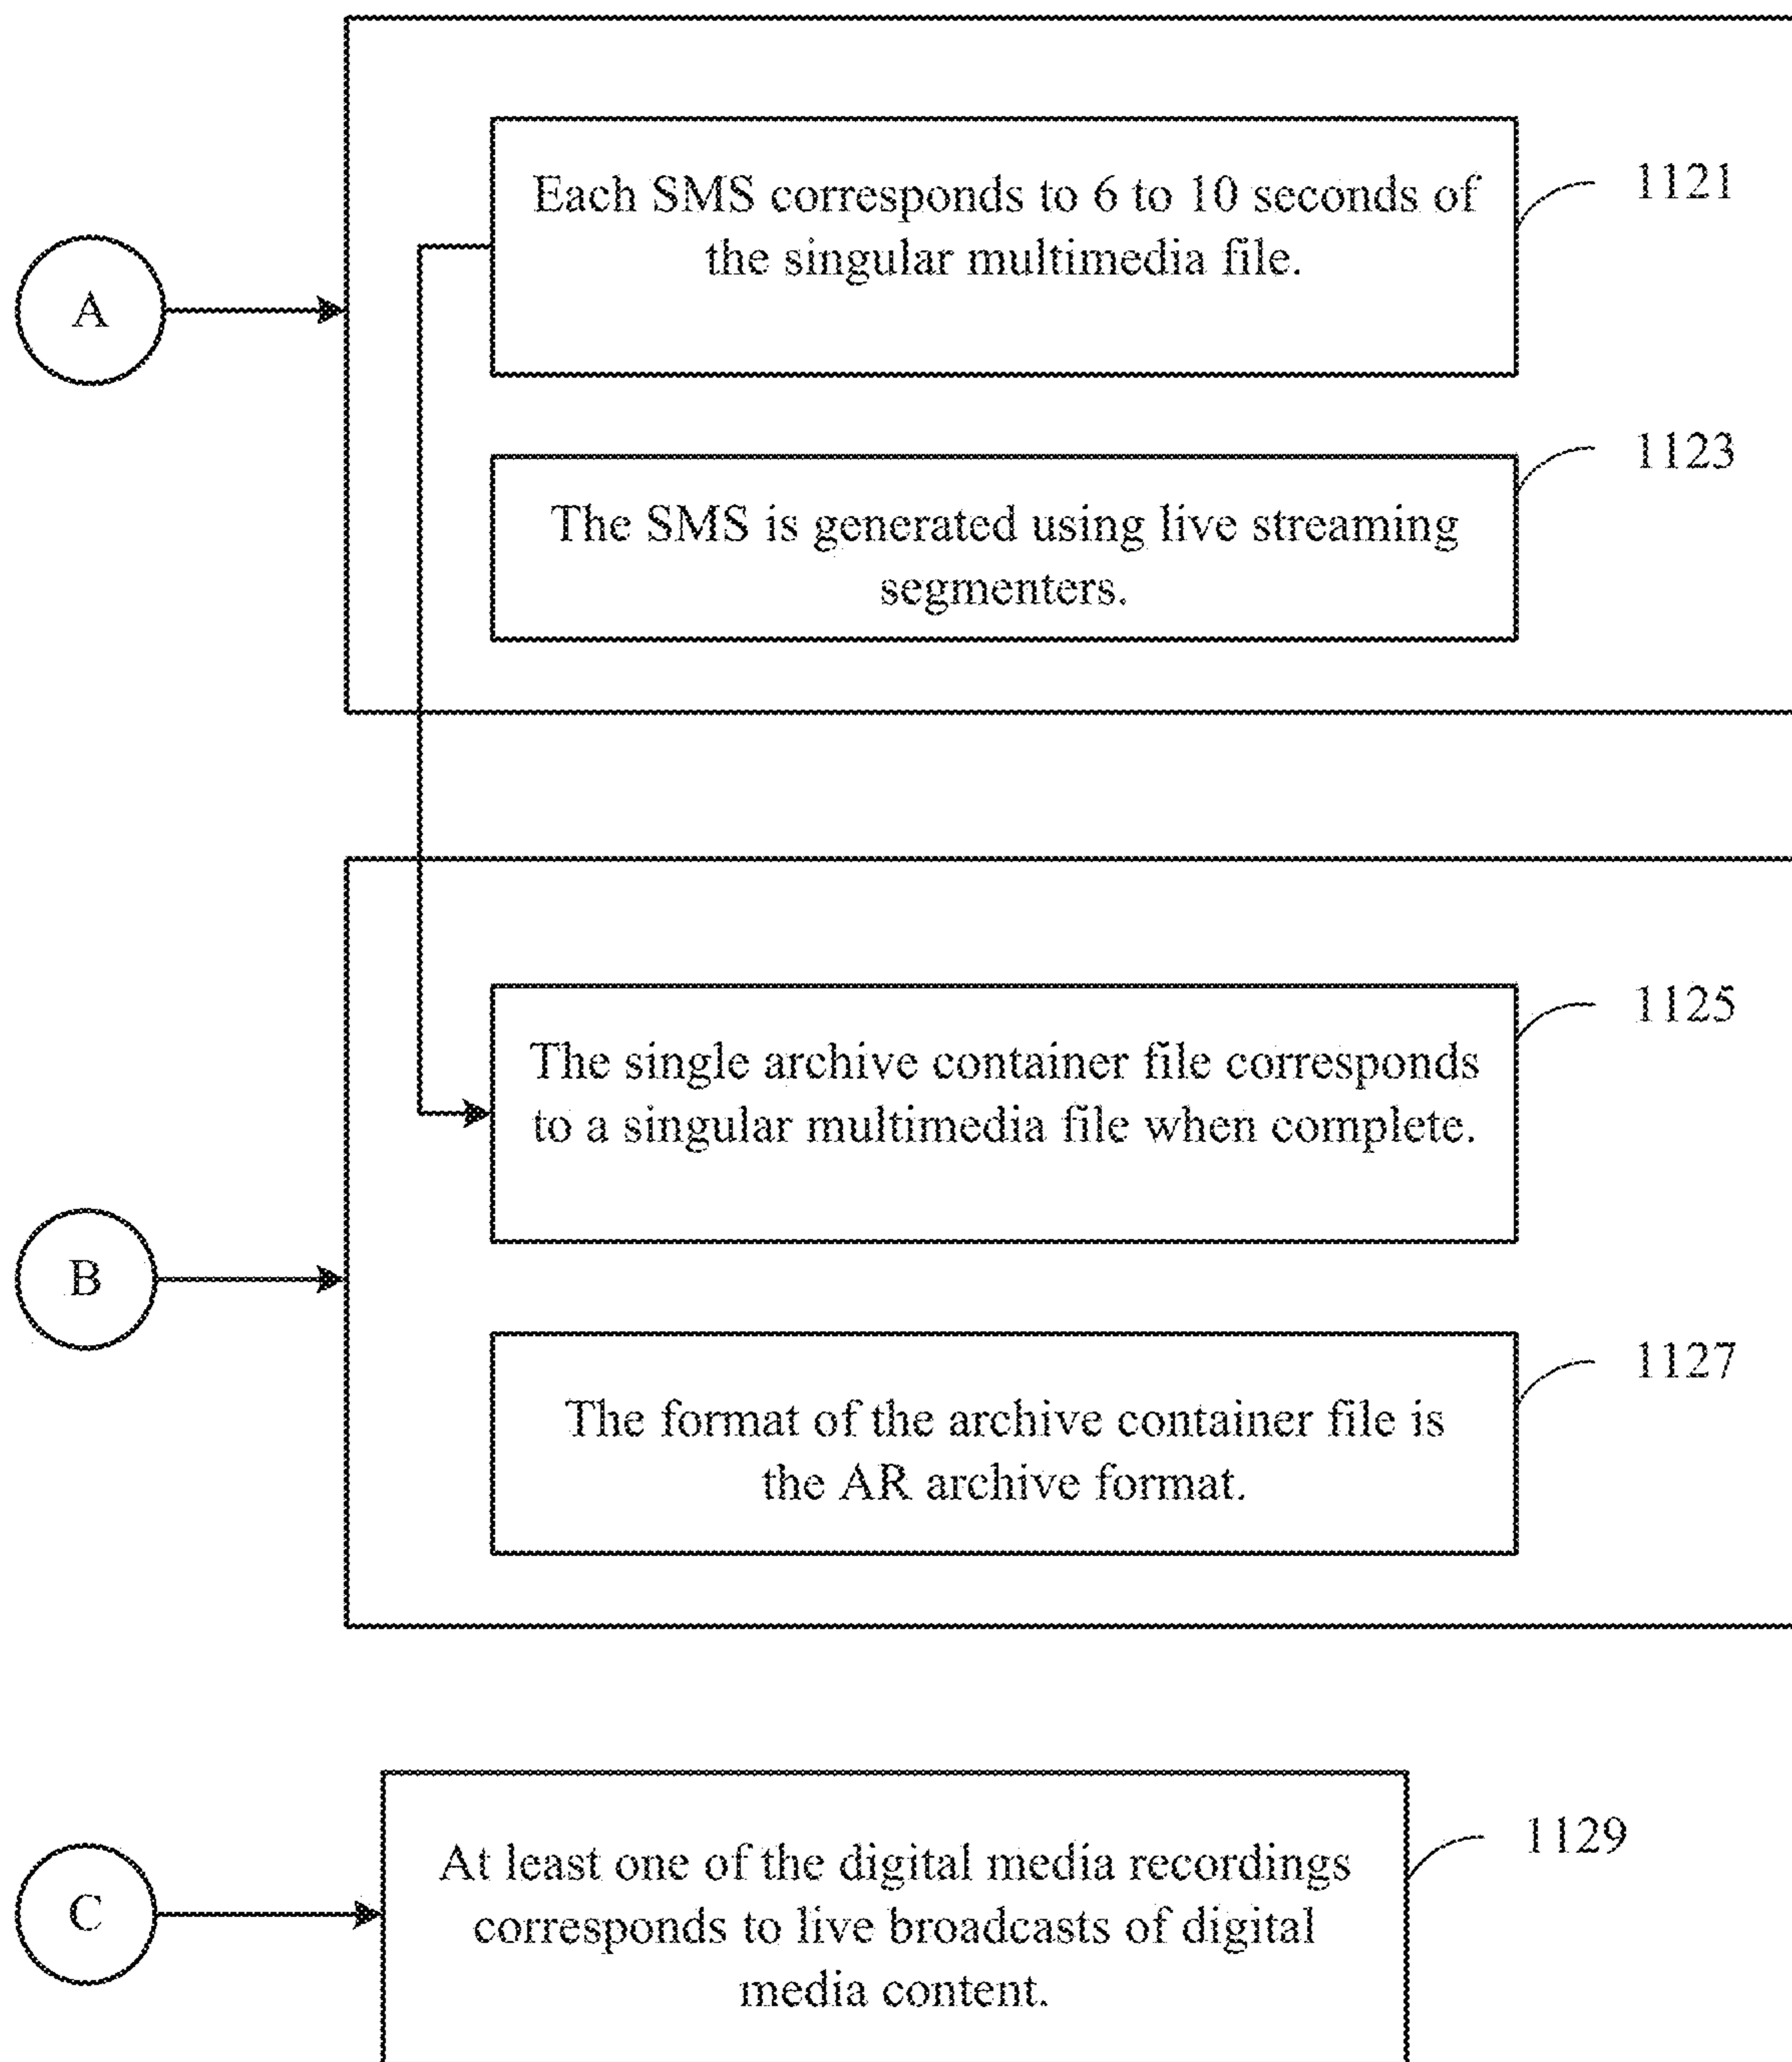 A
Each SMS corresponds to 6 to 10 seconds of
the singular multimedia file.
1121
The SMS is generated using live streaming
segmenters.
1123
B
The single archive container file corresponds
to a singular multimedia file when complete.
1125
The format of the archive container file is
the AR archive format.
1127
C
At least one of the digital media recordings
corresponds to live broadcasts of digital
media content.
1129